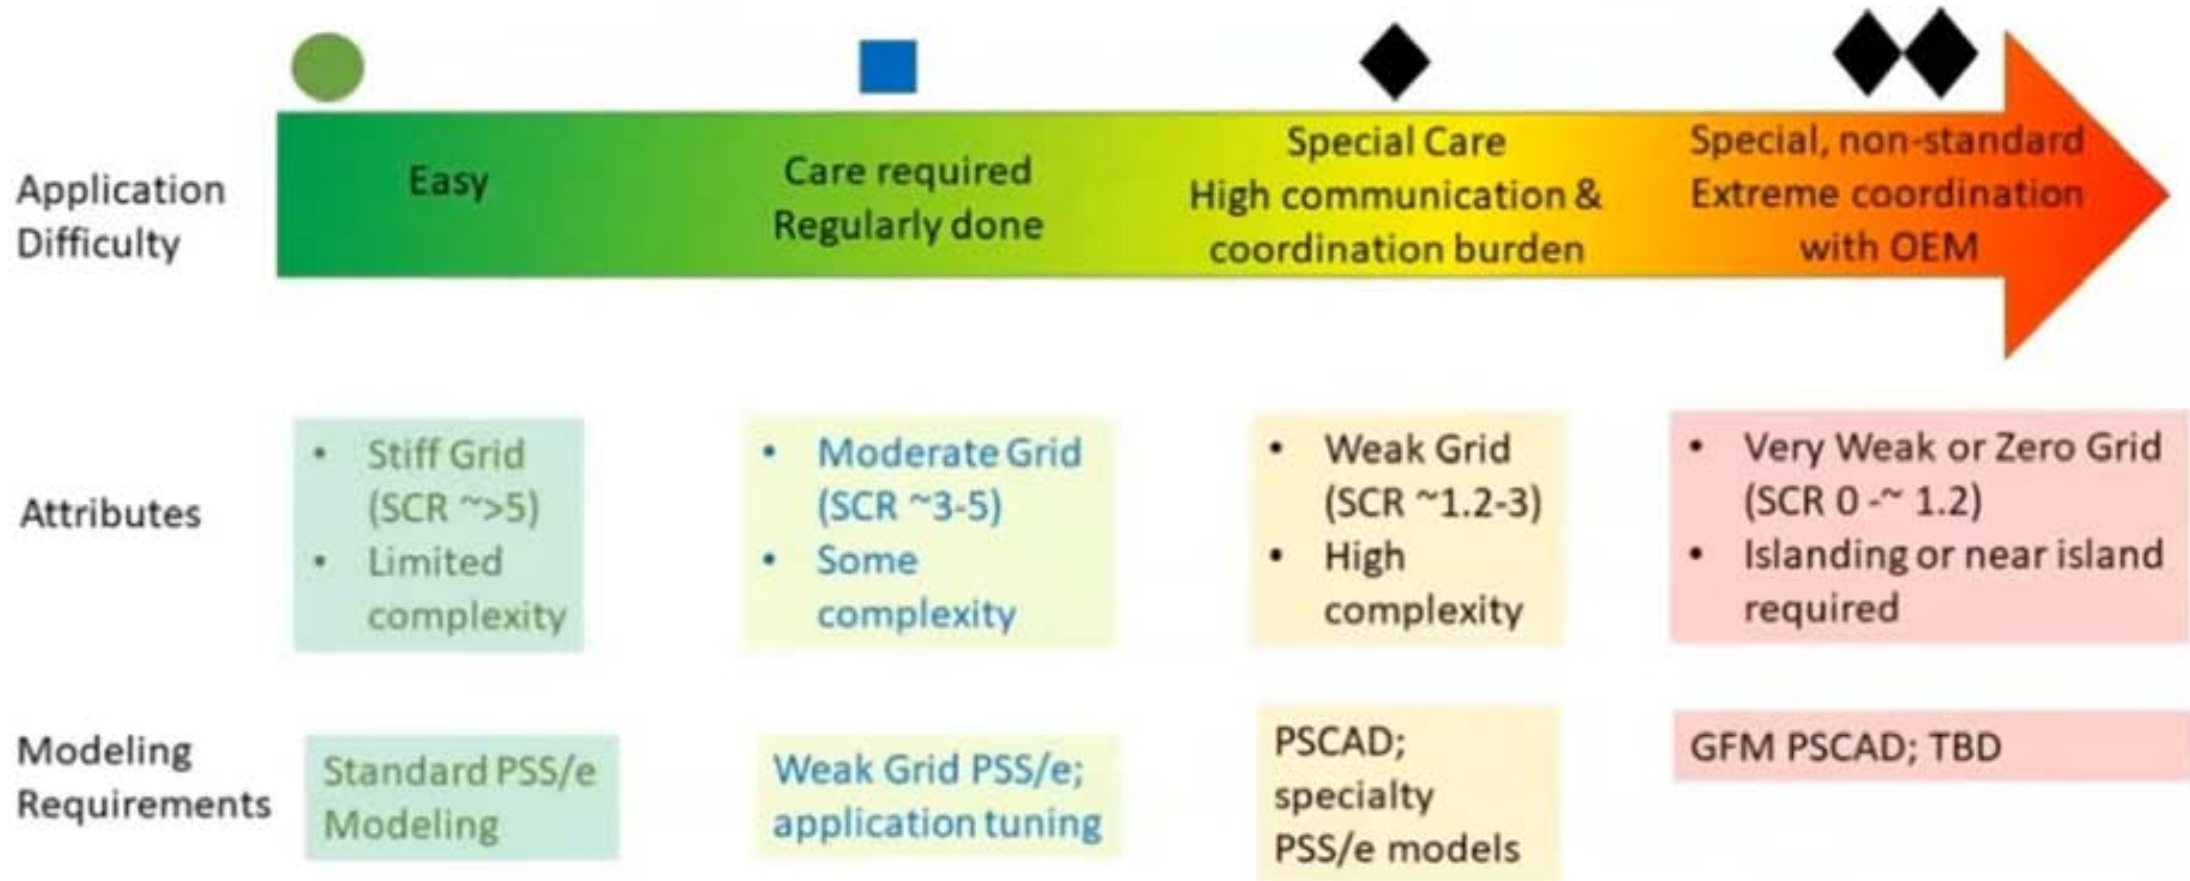 Application
Difficulty
Easy
Care required
Regularly done
Special Care
High communication &
coordination burden
Special, non-standard
Extreme coordination
with OEM
Attributes
• Stiff Grid
(SCR ~>5)
• Limited
complexity
• Moderate Grid
(SCR ~3-5)
• Some
complexity
• Weak Grid
(SCR ~1.2-3)
• High
complexity
• Very Weak or Zero Grid
(SCR 0 -~ 1.2)
• Islanding or near island
required
Modeling
Requirements
Standard PSS/e
Modeling
Weak Grid PSS/e;
application tuning
PSCAD;
specialty
PSS/e models
GFM PSCAD; TBD